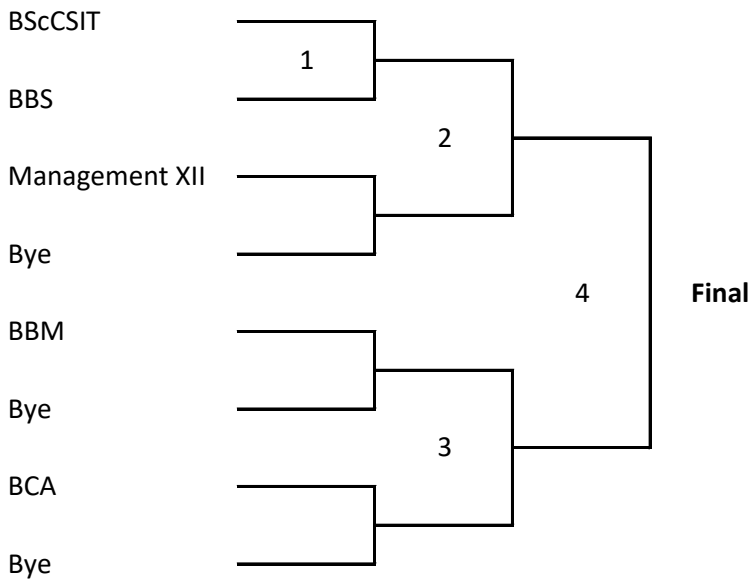 BScCSIT
1
BBS
2
Management XII
Bye
4
Final
BBM
Bye
3
BCA
Bye